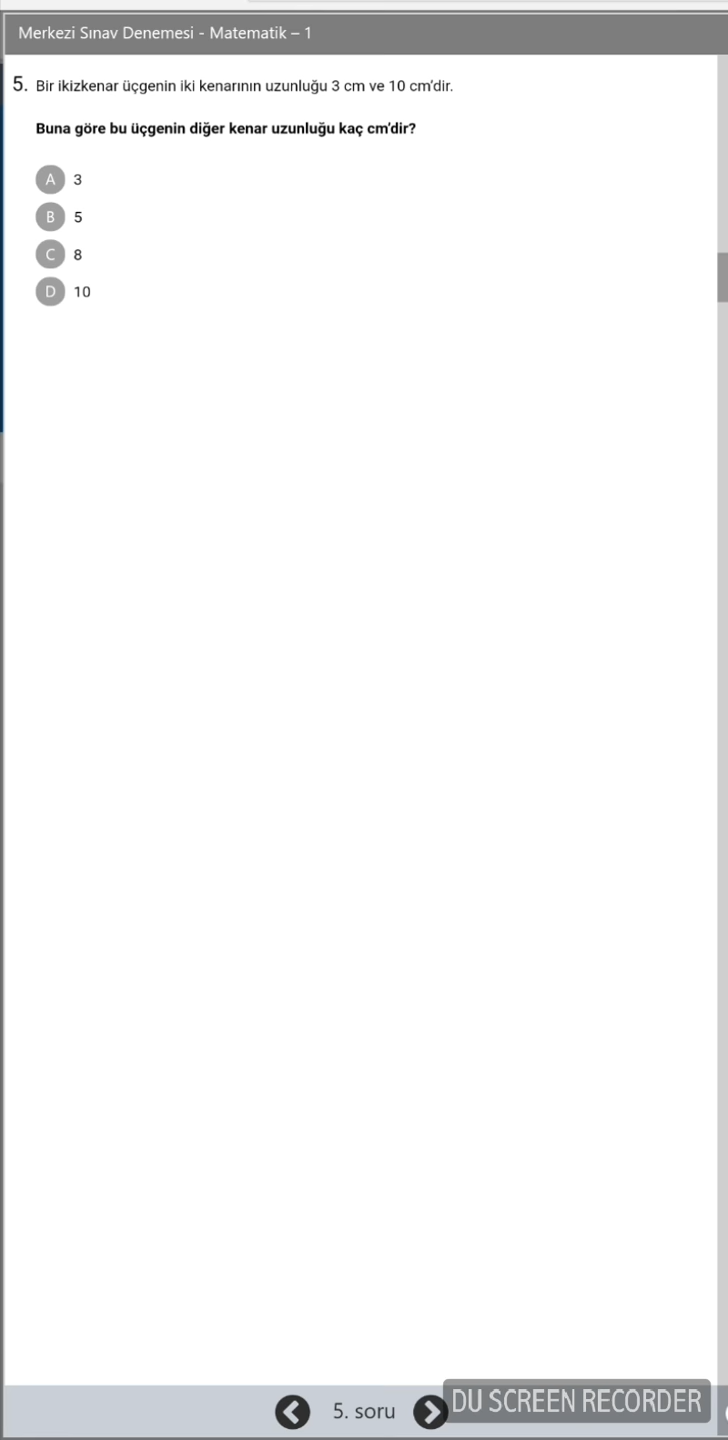 Merkezi Sınav Denemesi - Matematik – 1
5. Bir ikizkenar üçgenin iki kenarının uzunluğu 3 cm ve 10 cm'dir.
Buna göre bu üçgenin diğer kenar uzunluğu kaç cm'dir?
A 3
B 5
C 8
D 10
5. soru
DU SCREEN RECORDER